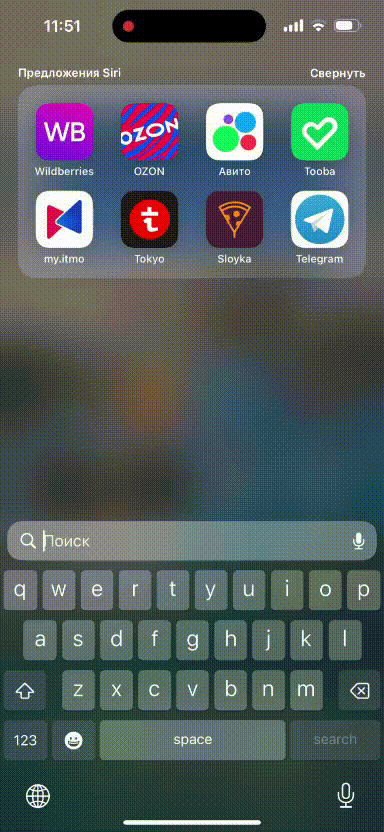 11:51
Предложения Siri Свернуть
WB OZON
Wildberries OZON Авито Tooba
my.itmo Tokyo Sloyka Telegram
Поиск
q w e r t y u i o p
a s d f g h j k l
z x c v b n m
123 space search